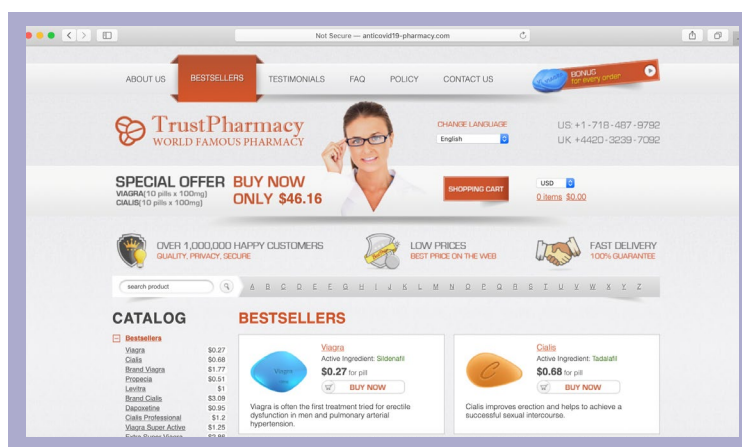 Not Secure — anticovid19-pharmacy.com
ABOUT US BESTSELLERS TESTIMONIALS FAQ POLICY CONTACT US
BONUS
for every order
TrustPharmacy
WORLD FAMOUS PHARMACY
CHANGE LANGUAGE
English
US: +1-718-487-9792
UK +4420-3239-7092
SPECIAL OFFER
VIAGRA(10 pills x 100mg)
CIALIS(10 pills x 100mg)
BUY NOW
ONLY $46.16
SHOPPING CART
USD
0 items $0.00
OVER 1,000,000 HAPPY CUSTOMERS
QUALITY, PRIVACY, SECURE
LOW PRICES
BEST PRICE ON THE WEB
FAST DELIVERY
100% GUARANTEE
search product
A B C D E F G H I J K L M N O P Q R S T U V W X Y Z
CATALOG
Bestsellers
Viagra $0.27
Cialis $0.68
Brand Viagra $1.77
Propecia $0.51
Levitra $1
Brand Cialis $3.09
Dapoxetine $0.95
Cialis Professional $1.2
Viagra Super Active $1.25
BESTSELLERS
Viagra
Active Ingredient: Sildenafil
$0.27 for pill
BUY NOW
Viagra is often the first treatment tried for erectile
dysfunction in men and pulmonary arterial
hypertension.
Cialis
Active Ingredient: Tadalafil
$0.68 for pill
BUY NOW
Cialis improves erection and helps to achieve a
successful sexual intercourse.